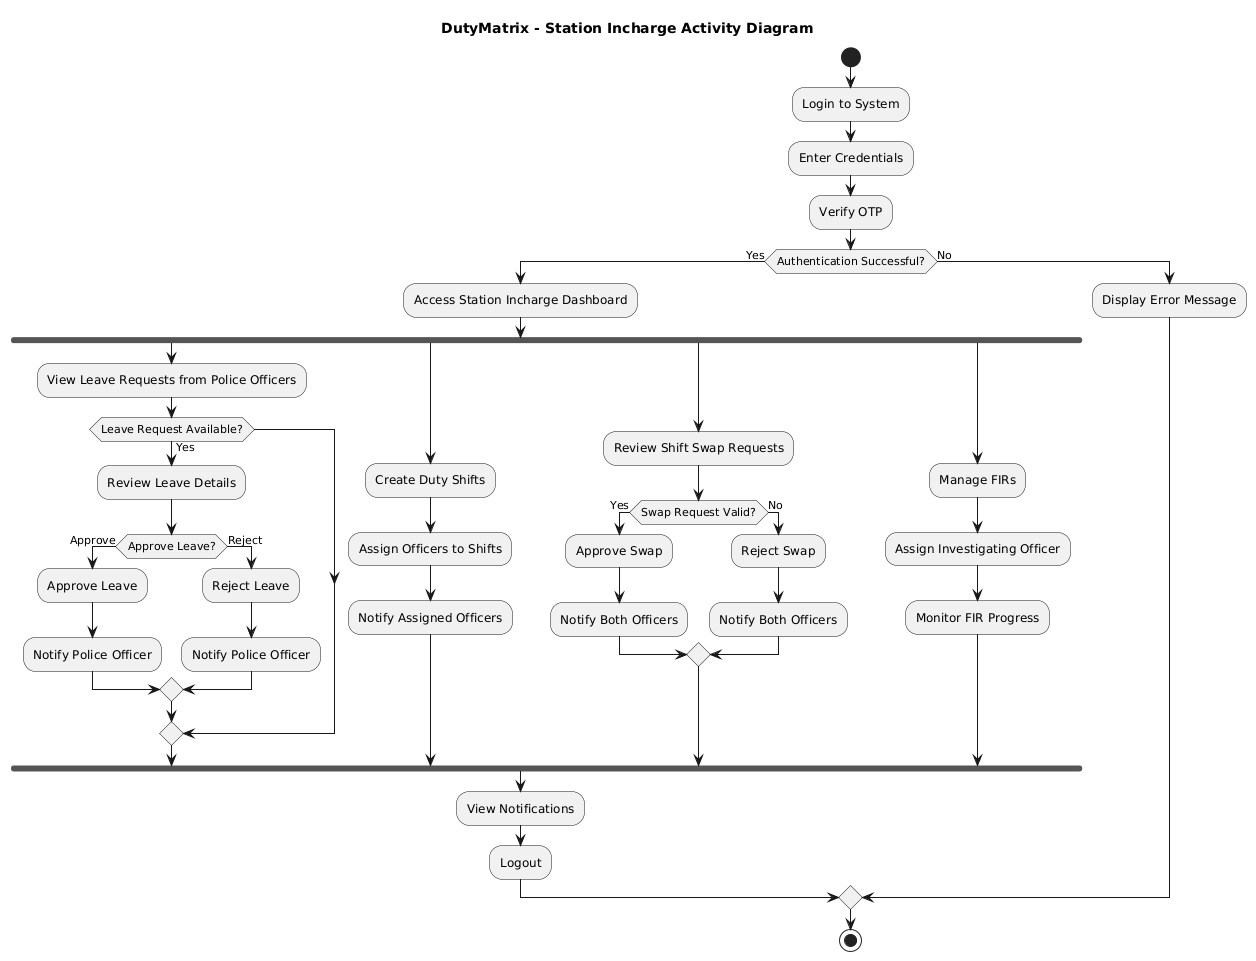 DutyMatrix - Station Incharge Activity Diagram
Login to System
Enter Credentials
Verify OTP
Yes
Authentication Successful?
No
Access Station Incharge Dashboard
Display Error Message
View Leave Requests from Police Officers
Leave Request Available?
Yes
Review Leave Details
Approve
Approve Leave?
Reject
Approve Leave
Reject Leave
Notify Police Officer
Notify Police Officer
Create Duty Shifts
Assign Officers to Shifts
Notify Assigned Officers
Review Shift Swap Requests
Yes
Swap Request Valid?
No
Approve Swap
Reject Swap
Notify Both Officers
Notify Both Officers
Manage FIRs
Assign Investigating Officer
Monitor FIR Progress
View Notifications
Logout